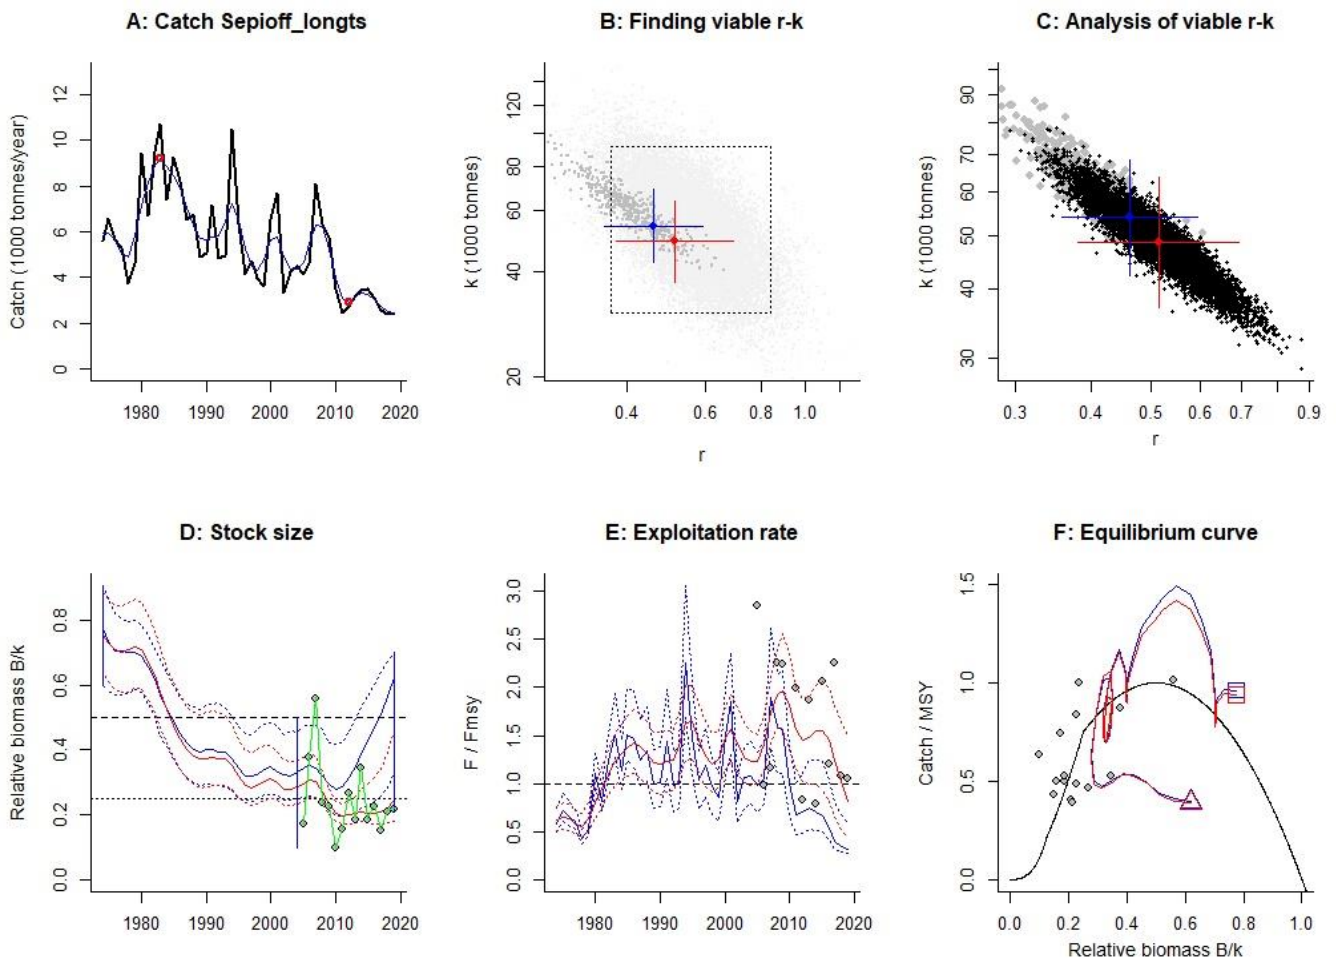 A: Catch Sepioff_longts
Catch (1000 tonnes/year)
12
10
8
6
4
2
0
1980 1990 2000 2010 2020
B: Finding viable r-k
k (1000 tonnes)
120
80
60
40
20
0.4 0.6 0.8 1.0
r
C: Analysis of viable r-k
k (1000 tonnes)
90
70
60
50
40
30
0.3 0.4 0.5 0.6 0.7 0.9
r
D: Stock size
Relative biomass B/k
0.8
0.6
0.4
0.2
0.0
1980 1990 2000 2010 2020
E: Exploitation rate
F / Fmsy
3.0
2.5
2.0
1.5
1.0
0.5
0.0
1980 1990 2000 2010 2020
F: Equilibrium curve
Catch / MSY
1.5
1.0
0.5
0.0
0.0 0.2 0.4 0.6 0.8 1.0
Relative biomass B/k